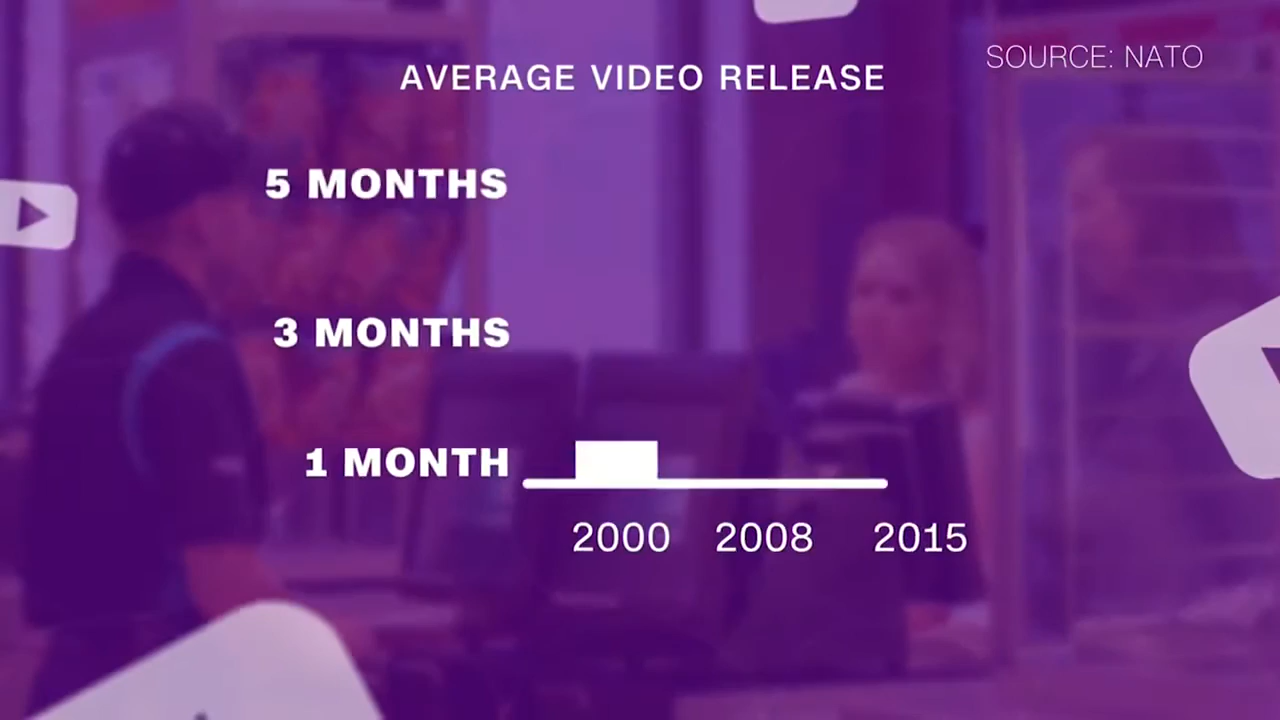 SOURCE: NATO
AVERAGE VIDEO RELEASE
5 MONTHS
3 MONTHS
1 MONTH
2000 2008 2015